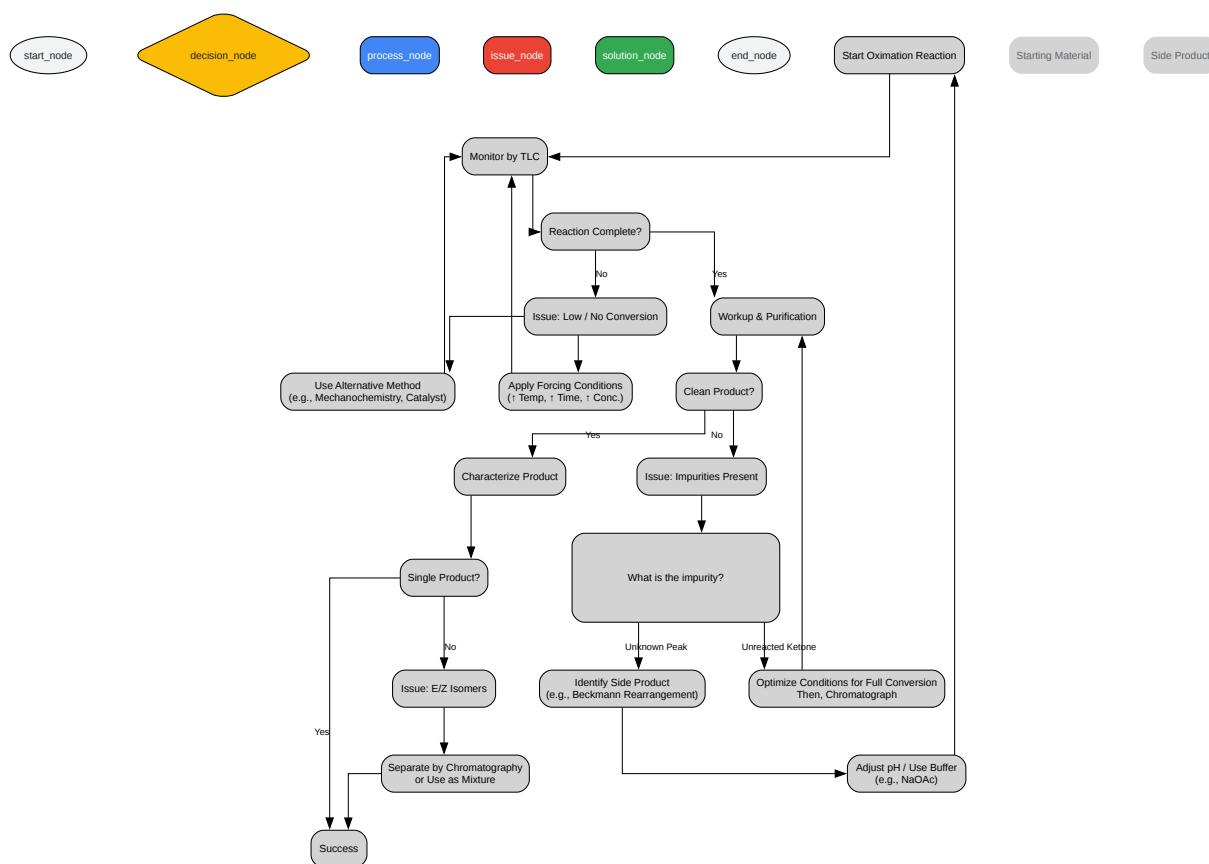 start_node
decision_node
process_node
issue_node
solution_node
end_node
Start Oximation Reaction
Starting Material
Side Product
Monitor by TLC
Reaction Complete?
No
Yes
Issue: Low / No Conversion
Workup & Purification
Use Alternative Method
(e.g., Mechanochemistry, Catalyst)
Apply Forcing Conditions
(↑ Temp, ↑ Time, ↑ Conc.)
Clean Product?
Yes
No
Characterize Product
Issue: Impurities Present
Single Product?
What is the impurity?
No
Unknown Peak
Unreacted Ketone
Issue: E/Z Isomers
Identify Side Product
(e.g., Beckmann Rearrangement)
Optimize Conditions for Full Conversion
Then, Chromatograph
Yes
Separate by Chromatography
or Use as Mixture
Adjust pH / Use Buffer
(e.g., NaOAc)
Success